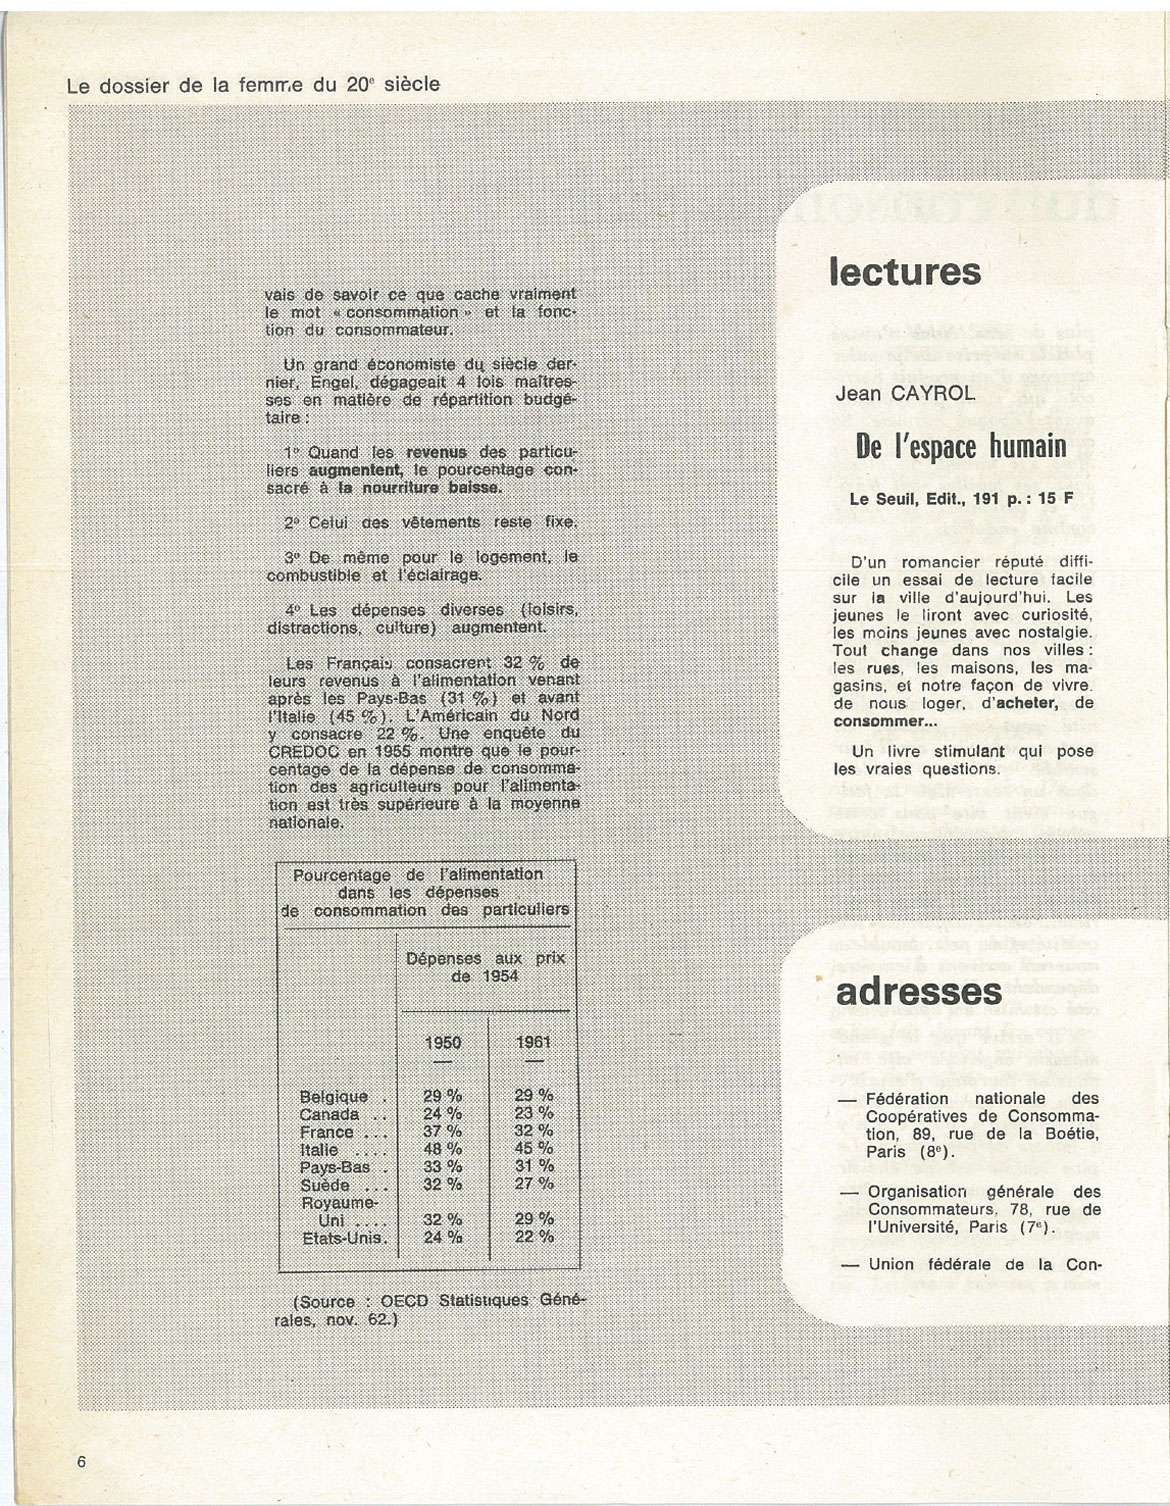 Le dossier de la femme du 20e siècle
vais de savoir ce que cache vraiment
le mot « consommation » et la fonc-
tion du consommateur.
Un grand économiste du siècle der-
nier, Engel, dégageait 4 lois maîtres-
ses en matière de répartition budgé-
taire :
1° Quand les revenus des particu-
liers augmentent, le pourcentage con-
sacré à la nourriture baisse.
2° Celui des vêtements reste fixe.
3° De même pour le logement, le
combustible et l'éclairage.
4° Les dépenses diverses (loisirs,
distractions, culture) augmentent.
Les Français consacrent 32 % de
leurs revenus à l'alimentation venant
après les Pays-Bas (31 %) et avant
l'Italie (45 %). L'Américain du Nord
y consacre 22 %. Une enquête du
CREDOC en 1955 montre que le pour-
centage de la dépense de consomma-
tion des agriculteurs pour l'alimenta-
tion est très supérieure à la moyenne
nationale.
Pourcentage de l'alimentation
dans les dépenses
de consommation des particuliers
Dépenses aux prix
de 1954
1950 1961
Belgique . 29 % 29 %
Canada .. 24 % 23 %
France ... 37 % 32 %
Italie .... 48 % 45 %
Pays-Bas . 33 % 31 %
Suède ... 32 % 27 %
Royaume-
Uni .... 32 % 29 %
Etats-Unis. 24 % 22 %
(Source : OECD Statistiques Géné-
rales, nov. 62.)
lectures
Jean CAYROL
De l'espace humain
Le Seuil, Edit., 191 p. : 15 F
D'un romancier réputé diffi-
cile un essai de lecture facile
sur la ville d'aujourd'hui. Les
jeunes le liront avec curiosité,
les moins jeunes avec nostalgie.
Tout change dans nos villes :
les rues, les maisons, les ma-
gasins, et notre façon de vivre,
de nous loger, d'acheter, de
consommer...
Un livre stimulant qui pose
les vraies questions.
adresses
— Fédération nationale des
Coopératives de Consomma-
tion, 89, rue de la Boétie,
Paris (8e).
— Organisation générale des
Consommateurs, 78, rue de
l'Université, Paris (7e).
— Union fédérale de la Con-
6